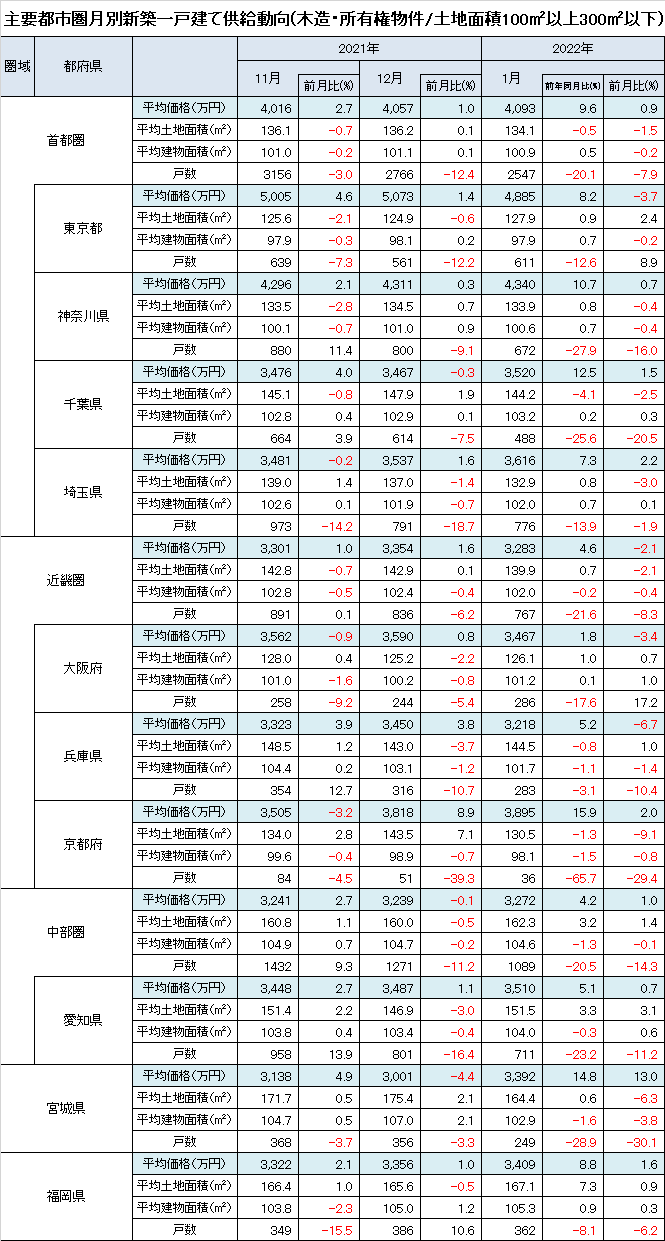 主要都市圏月別新築一戸建て供給動向(木造・所有権物件/土地面積100㎡以上300㎡以下)
圏域 都府県 2021年 2022年
11月 前月比(%) 12月 前月比(%) 1月 前年同月比(%) 前月比(%)
首都圏
平均価格(万円) 4,016 2.7 4,057 1.0 4,093 9.6 0.9
平均土地面積(㎡) 136.1 -0.7 136.2 0.1 134.1 -0.5 -1.5
平均建物面積(㎡) 101.0 -0.2 101.1 0.1 100.9 0.5 -0.2
戸数 3156 -3.0 2766 -12.4 2547 -20.1 -7.9
東京都
平均価格(万円) 5,005 4.6 5,073 1.4 4,885 8.2 -3.7
平均土地面積(㎡) 125.6 -2.1 124.9 -0.6 127.9 0.9 2.4
平均建物面積(㎡) 97.9 -0.3 98.1 0.2 97.9 0.7 -0.2
戸数 639 -7.3 561 -12.2 611 -12.6 8.9
神奈川県
平均価格(万円) 4,296 2.1 4,311 0.3 4,340 10.7 0.7
平均土地面積(㎡) 133.5 -2.8 134.5 0.7 133.9 0.8 -0.4
平均建物面積(㎡) 100.1 -0.7 101.0 0.9 100.6 0.7 -0.4
戸数 880 11.4 800 -9.1 672 -27.9 -16.0
千葉県
平均価格(万円) 3,476 4.0 3,467 -0.3 3,520 12.5 1.5
平均土地面積(㎡) 145.1 -0.8 147.9 1.9 144.2 -4.1 -2.5
平均建物面積(㎡) 102.8 0.4 102.9 0.1 103.2 0.2 0.3
戸数 664 3.9 614 -7.5 488 -25.6 -20.5
埼玉県
平均価格(万円) 3,481 -0.2 3,537 1.6 3,616 7.3 2.2
平均土地面積(㎡) 139.0 1.4 137.0 -1.4 132.9 0.8 -3.0
平均建物面積(㎡) 102.6 0.1 101.9 -0.7 102.0 0.7 0.1
戸数 973 -14.2 791 -18.7 776 -13.9 -1.9
近畿圏
平均価格(万円) 3,301 1.0 3,354 1.6 3,283 4.6 -2.1
平均土地面積(㎡) 142.8 -0.7 142.9 0.1 139.9 0.7 -2.1
平均建物面積(㎡) 102.8 -0.5 102.4 -0.4 102.0 -0.2 -0.4
戸数 891 0.1 836 -6.2 767 -21.6 -8.3
大阪府
平均価格(万円) 3,562 -0.9 3,590 0.8 3,467 1.8 -3.4
平均土地面積(㎡) 128.0 0.4 125.2 -2.2 126.1 1.0 0.7
平均建物面積(㎡) 101.0 -1.6 100.2 -0.8 101.2 0.1 1.0
戸数 258 -9.2 244 -5.4 286 -17.6 17.2
兵庫県
平均価格(万円) 3,323 3.9 3,450 3.8 3,218 5.2 -6.7
平均土地面積(㎡) 148.5 1.2 143.0 -3.7 144.5 -0.8 1.0
平均建物面積(㎡) 104.4 0.2 103.1 -1.2 101.7 -1.1 -1.4
戸数 354 12.7 316 -10.7 283 -3.1 -10.4
京都府
平均価格(万円) 3,505 -3.2 3,818 8.9 3,895 15.9 2.0
平均土地面積(㎡) 134.0 2.8 143.5 7.1 130.5 -1.3 -9.1
平均建物面積(㎡) 99.6 -0.4 98.9 -0.7 98.1 -1.5 -0.8
戸数 84 -4.5 51 -39.3 36 -65.7 -29.4
中部圏
平均価格(万円) 3,241 2.7 3,239 -0.1 3,272 4.2 1.0
平均土地面積(㎡) 160.8 1.1 160.0 -0.5 162.3 3.2 1.4
平均建物面積(㎡) 104.9 0.7 104.7 -0.2 104.6 -1.3 -0.1
戸数 1432 9.3 1271 -11.2 1089 -20.5 -14.3
愛知県
平均価格(万円) 3,448 2.7 3,487 1.1 3,510 5.1 0.7
平均土地面積(㎡) 151.4 2.2 146.9 -3.0 151.5 3.3 3.1
平均建物面積(㎡) 103.8 0.4 103.4 -0.4 104.0 -0.3 0.6
戸数 958 13.9 801 -16.4 711 -23.2 -11.2
宮城県
平均価格(万円) 3,138 4.9 3,001 -4.4 3,392 14.8 13.0
平均土地面積(㎡) 171.7 0.5 175.4 2.1 164.4 0.6 -6.3
平均建物面積(㎡) 104.7 0.5 107.0 2.1 102.9 -1.6 -3.8
戸数 368 -3.7 356 -3.3 249 -28.9 -30.1
福岡県
平均価格(万円) 3,322 2.1 3,356 1.0 3,409 8.8 1.6
平均土地面積(㎡) 166.4 1.0 165.6 -0.5 167.1 7.3 0.9
平均建物面積(㎡) 103.8 -2.3 105.0 1.2 105.3 0.9 0.3
戸数 349 -15.5 386 10.6 362 -8.1 -6.2